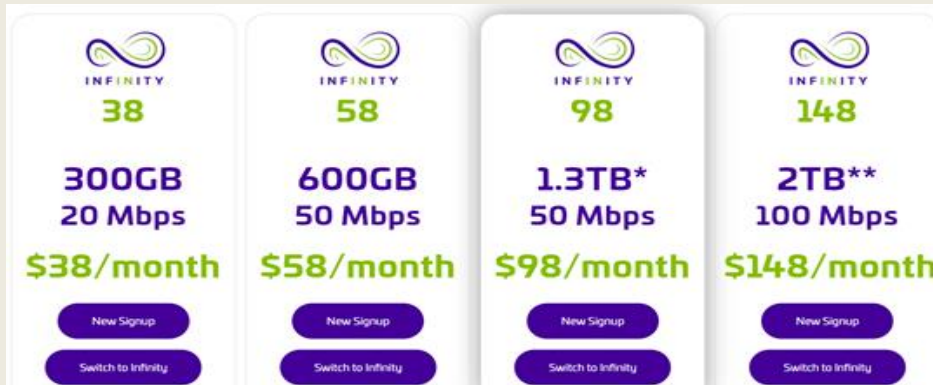 INFINITY
38
300GB
20 Mbps
$38/month
New Signup
Switch to Infinity
INFINITY
58
600GB
50 Mbps
$58/month
New Signup
Switch to Infinity
INFINITY
98
1.3TB*
50 Mbps
$98/month
New Signup
Switch to Infinity
INFINITY
148
2TB**
100 Mbps
$148/month
New Signup
Switch to Infinity